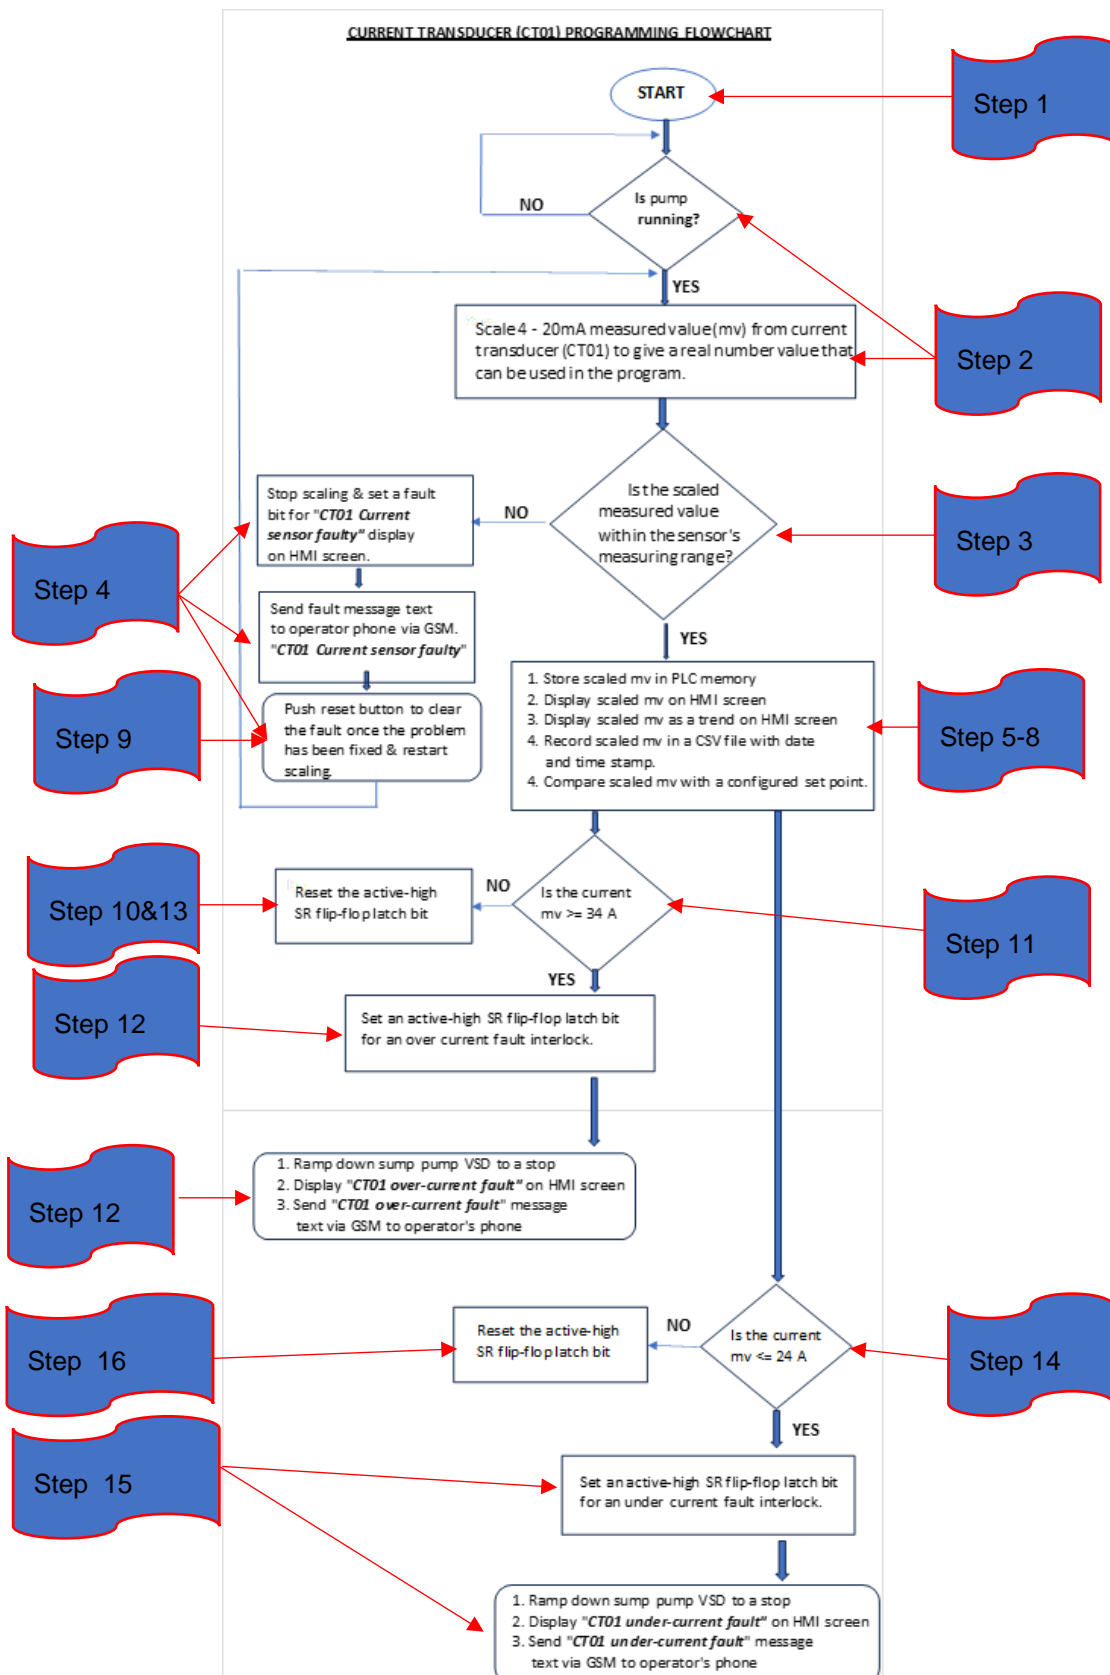 CURRENT TRANSDUCER (CT01) PROGRAMMING FLOWCHART
START
Step 1
Is pump
running?
NO
YES
Scale 4 - 20mA measured value (mv) from current
transducer (CT01) to give a real number value that
can be used in the program.
Step 2
Is the scaled
measured value
within the sensor's
measuring range?
NO
Step 3
Stop scaling & set a fault
bit for "CT01 Current
sensor faulty" display
on HMI screen.
Step 4
Send fault message text
to operator phone via GSM.
"CT01 Current sensor faulty"
YES
Push reset button to clear
the fault once the problem
has been fixed & restart
scaling.
Step 9
1. Store scaled mv in PLC memory
2. Display scaled mv on HMI screen
3. Display scaled mv as a trend on HMI screen
4. Record scaled mv in a CSV file with date
and time stamp.
4. Compare scaled mv with a configured set point.
Step 5-8
Is the current
mv >= 34 A
NO
Reset the active-high
SR flip-flop latch bit
Step 10&13
Step 11
YES
Set an active-high SR flip-flop latch bit
for an over current fault interlock.
Step 12
1. Ramp down sump pump VSD to a stop
2. Display "CT01 over-current fault" on HMI screen
3. Send "CT01 over-current fault" message
text via GSM to operator's phone
Step 12
Is the current
mv <= 24 A
NO
Reset the active-high
SR flip-flop latch bit
Step 16
Step 14
YES
Set an active-high SR flip-flop latch bit
for an under current fault interlock.
Step 15
1. Ramp down sump pump VSD to a stop
2. Display "CT01 under-current fault" on HMI screen
3. Send "CT01 under-current fault" message
text via GSM to operator's phone